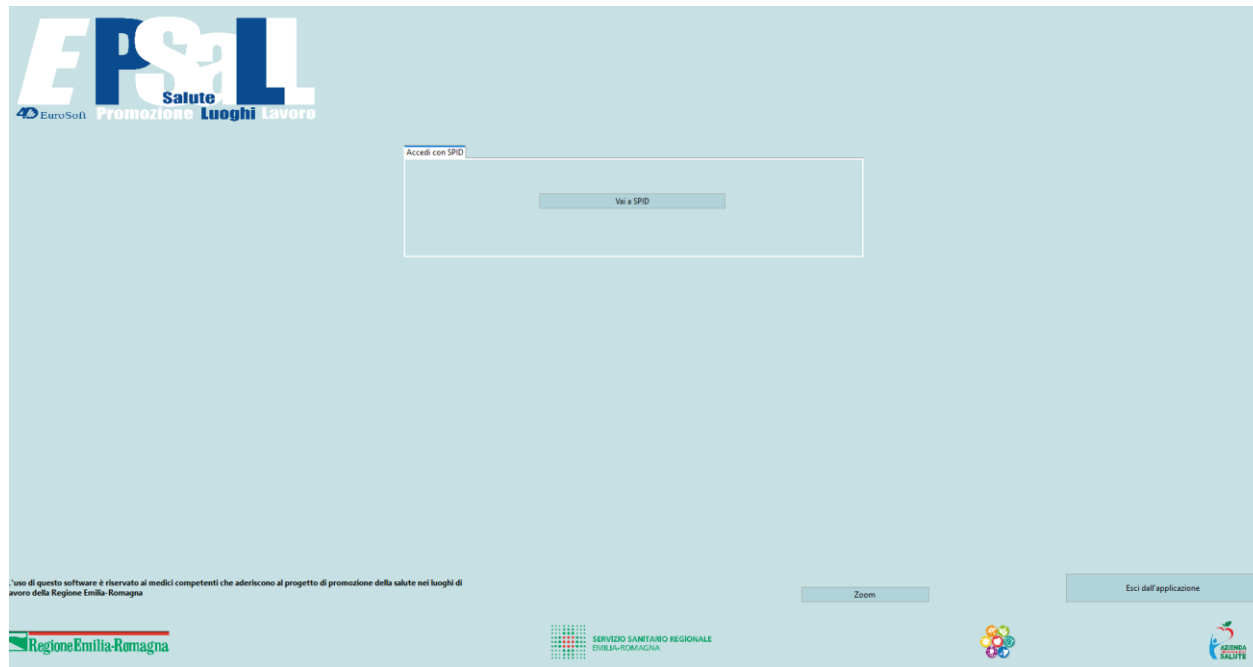 EPSaLL
Salute
4D EuroSoft Promozione Luoghi Lavoro
Accedi con SPID
Vai a SPID
'uso di questo software è riservato ai medici competenti che aderiscono al progetto di promozione della salute nei luoghi di
avoro della Regione Emilia-Romagna
Zoom
Esci dall'applicazione
RegioneEmilia-Romagna
SERVIZIO SANITARIO REGIONALE
EMILIA-ROMAGNA
AZIENDA
SALUTE